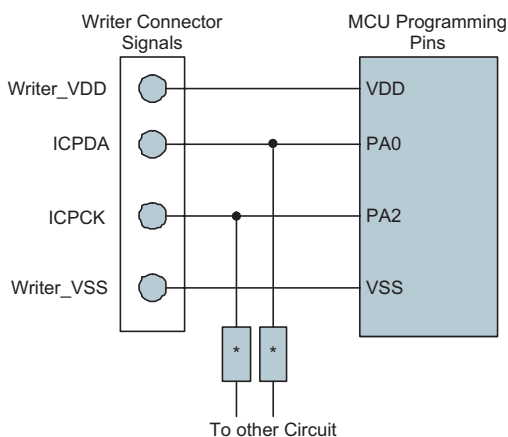 Writer Connector
Signals
MCU Programming
Pins
Writer_VDD
VDD
ICPDA
PA0
ICPCK
PA2
Writer_VSS
VSS
*
*
To other Circuit